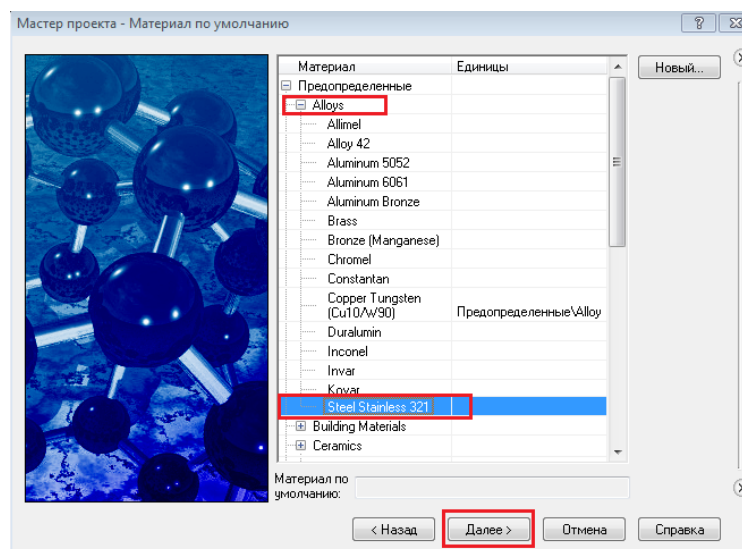 Мастер проекта - Материал по умолчанию
Материал Единицы
Новый...
Предопределенные
Alloys
Allimel
Alloy 42
Aluminum 5052
Aluminum 6061
Aluminum Bronze
Brass
Bronze (Manganese)
Chromel
Constantan
Copper Tungsten
(Cu10/W90) Предопределенные\Alloy
Duralumin
Inconel
Invar
Kovar
Steel Stainless 321
Building Materials
Ceramics
Материал по
умолчанию:
< Назад Далее > Отмена Справка